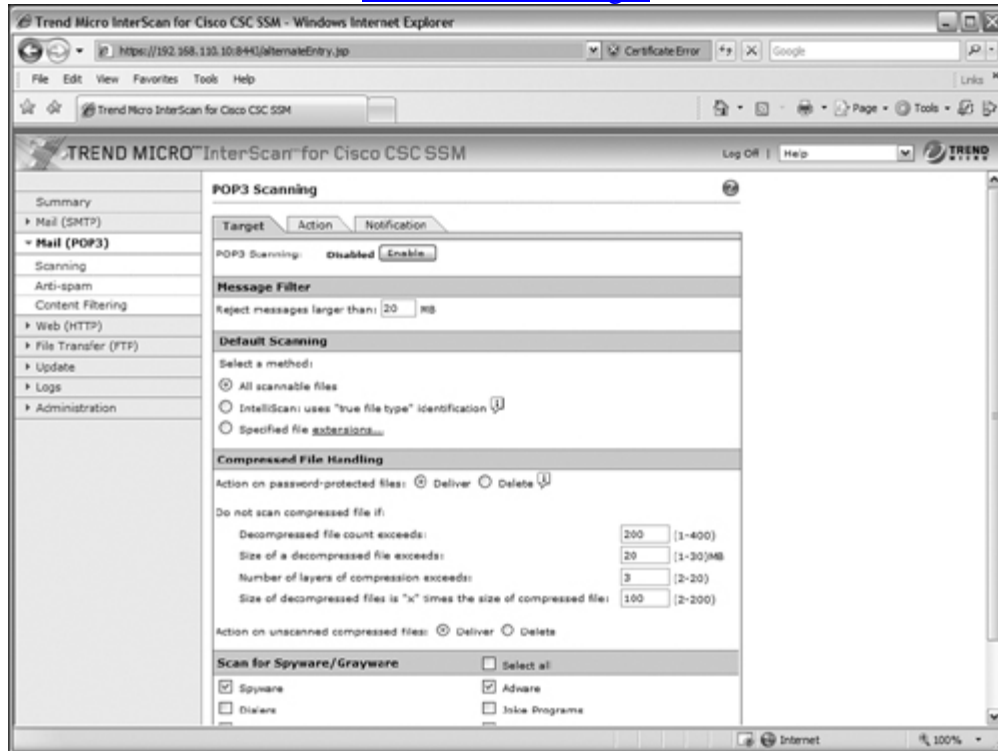 Trend Micro InterScan for Cisco CSC SSM - Windows Internet Explorer
https://192.168.110.10:8443/alternateEntry.jsp Certificate Error Google
File Edit View Favorites Tools Help Links
Trend Micro InterScan for Cisco CSC SSM Page Tools
TREND MICRO™ InterScan™ for Cisco CSC SSM Log Off | Help TREND MICRO
Summary
Mail (SMTP)
Mail (POP3)
Scanning
Anti-spam
Content Filtering
Web (HTTP)
File Transfer (FTP)
Update
Logs
Administration
POP3 Scanning
Target Action Notification
POP3 Scanning: Disabled Enable
Message Filter
Reject messages larger than: 20 MB
Default Scanning
Select a method:
All scannable files
IntelliScan: uses "true file type" identification
Specified file extensions...
Compressed File Handling
Action on password-protected files: Deliver Delete
Do not scan compressed file if:
Decompressed file count exceeds: 200 (1-400)
Size of a decompressed file exceeds: 20 (1-30)MB
Number of layers of compression exceeds: 3 (2-20)
Size of decompressed files is "x" times the size of compressed file: 100 (2-200)
Action on unscanned compressed files: Deliver Delete
Scan for Spyware/Grayware Select all
Spyware Adware
Dialers Joke Programs
Internet 100%